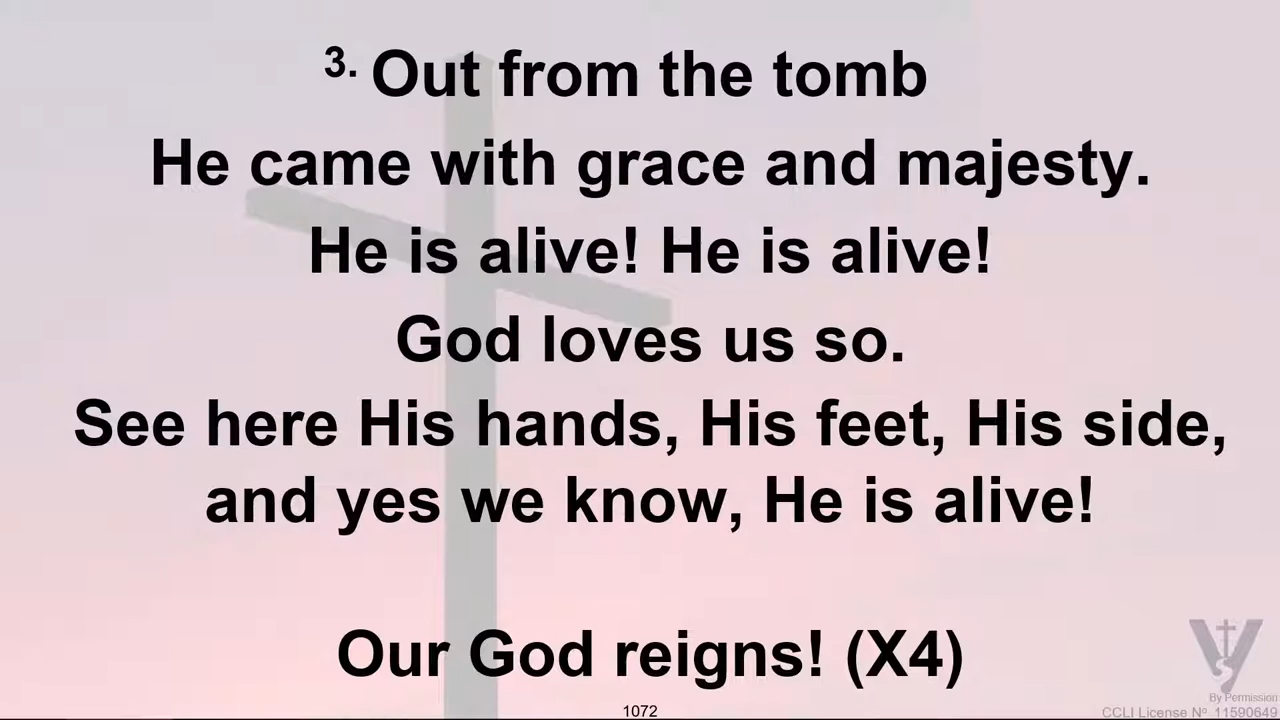 3. Out from the tomb
He came with grace and majesty.
He is alive! He is alive!
God loves us so.
See here His hands, His feet, His side,
and yes we know, He is alive!
Our God reigns! (X4)
By Permission
1072
CCLI License Nº 11590649